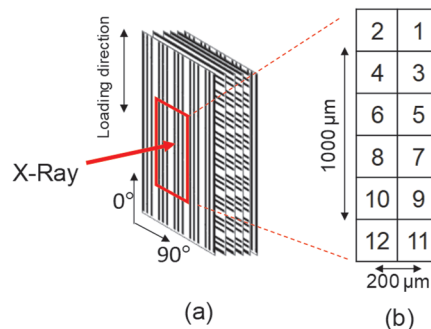 Loading direction
X-Ray
0°
90°
(a)
2 1
4 3
6 5
8 7
10 9
12 11
1000 μm
200 μm
(b)